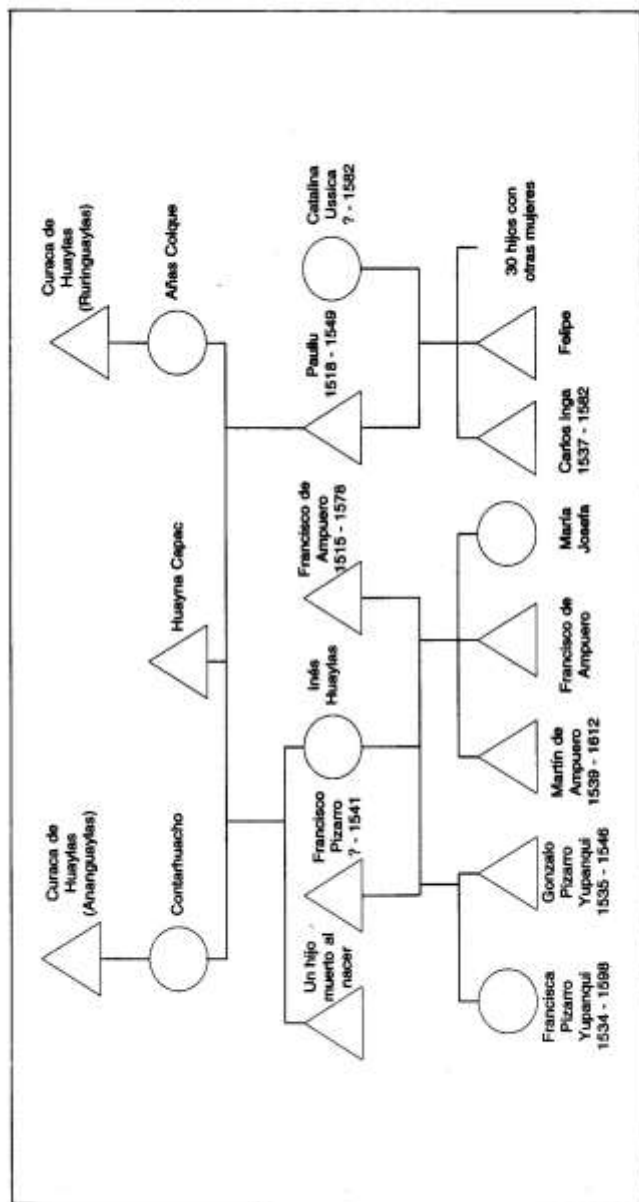 Curaca de
Huaylas
(Ananguaylas)
Curaca de
Huaylas
(Ruringuaylas)
Contarhuacho
Huayna Capac
Añas Colque
Un hijo
muerto al
nacer
Francisco
Pizarro
? - 1541
Inés
Huaylas
Francisco de
Ampuero
1515 - 1578
Paullu
1518 - 1549
Catalina
Ussica
? - 1582
Francisca
Pizarro
Yupanqui
1534 - 1598
Gonzalo
Pizarro
Yupanqui
1535 - 1546
Martín de
Ampuero
1539 - 1612
Francisco de
Ampuero
María
Josefa
Carlos Inga
1537 - 1582
Felipe
30 hijos con
otras mujeres